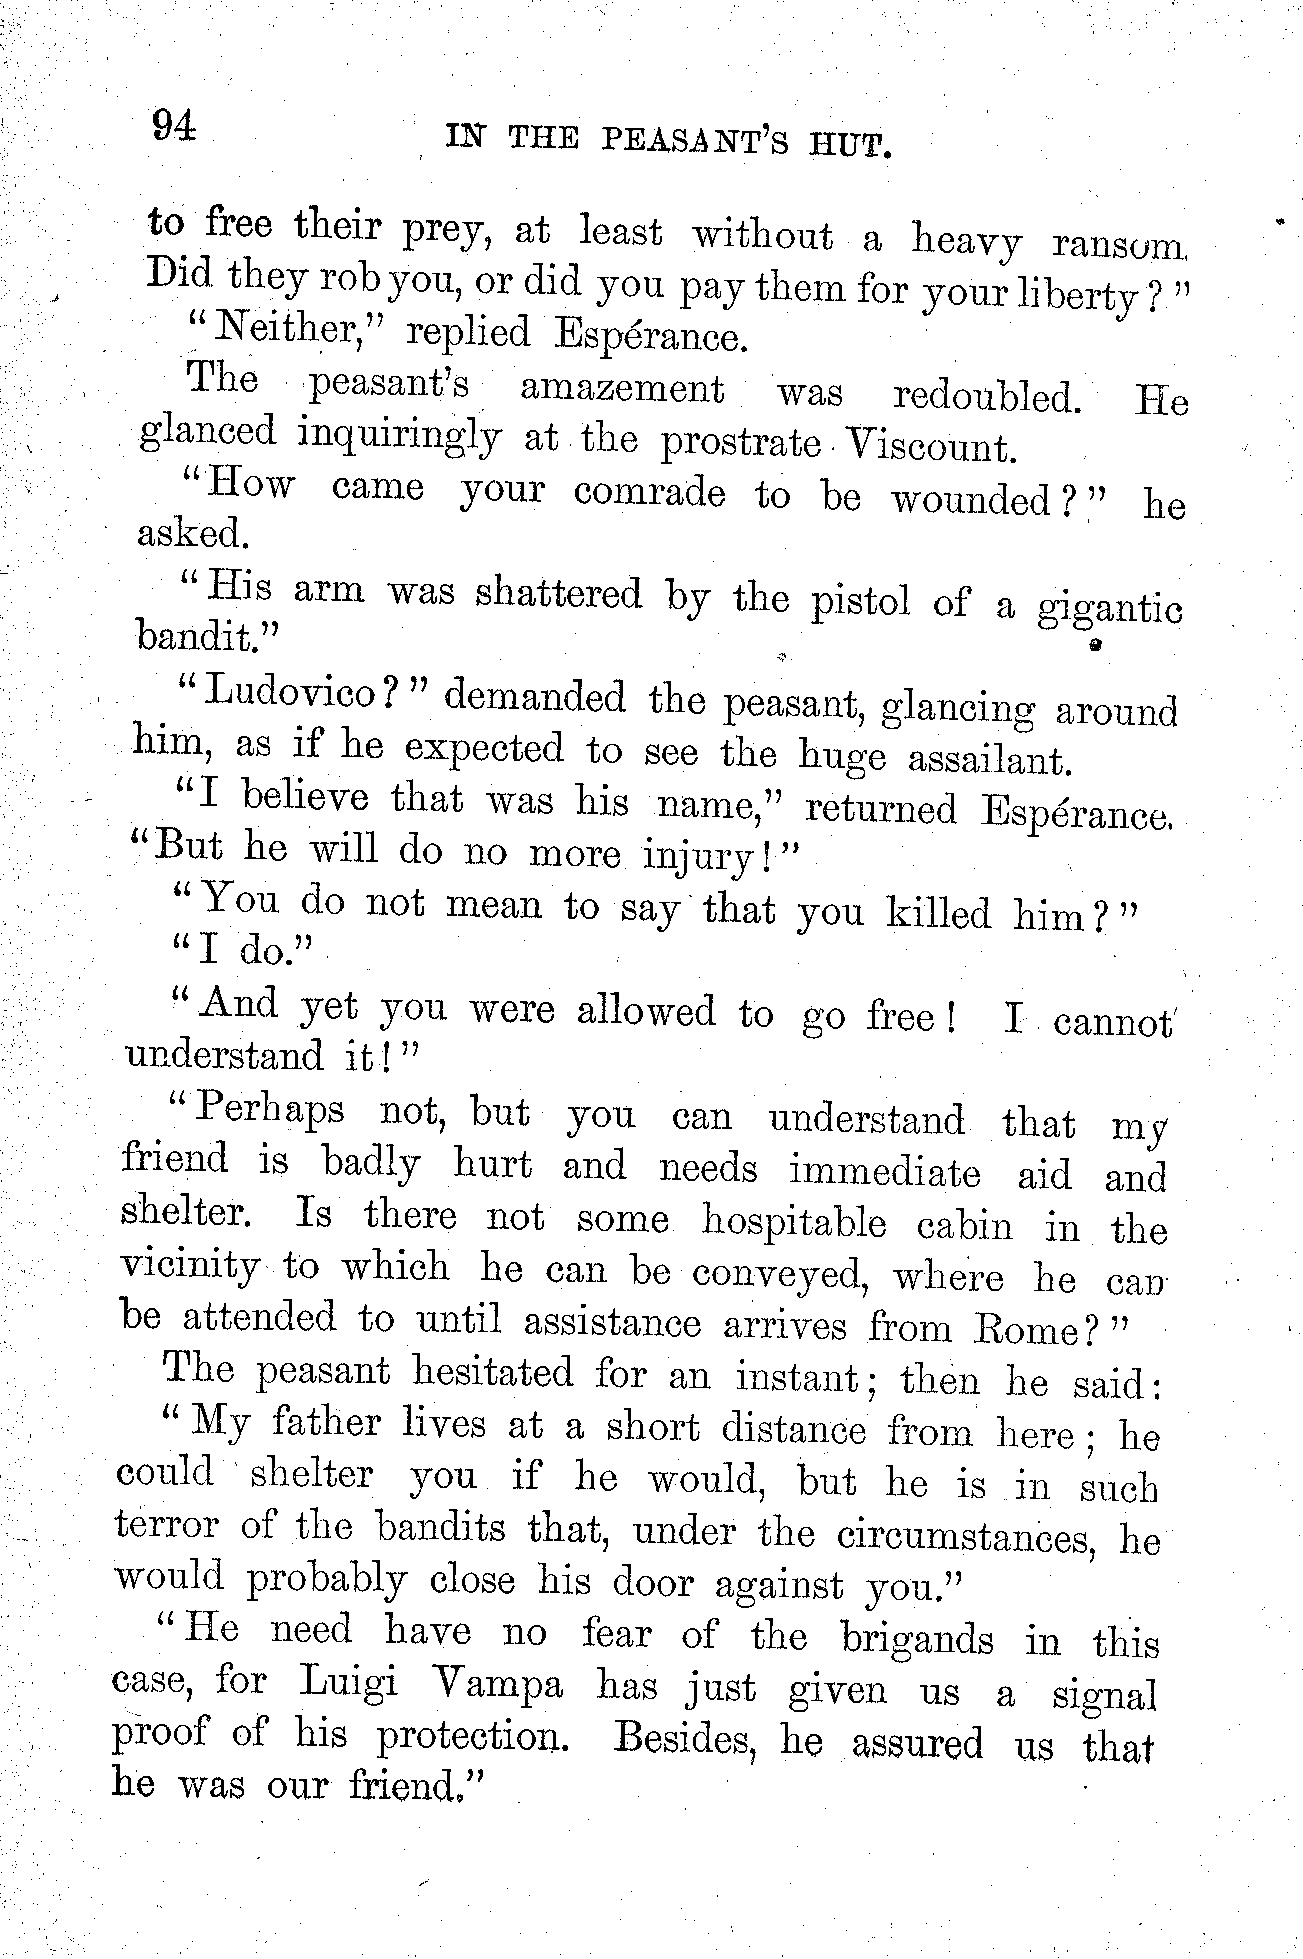 94 IN THE PEASANT'S HUT.
to free their prey, at least without a heavy ransom.
Did they rob you, or did you pay them for your liberty?"
"Neither," replied Espérance.
The peasant's amazement was redoubled. He
glanced inquiringly at the prostrate Viscount.
"How came your comrade to be wounded?" he
asked.
"His arm was shattered by the pistol of a gigantic
bandit."
"Ludovico?" demanded the peasant, glancing around
him, as if he expected to see the huge assailant.
"I believe that was his name," returned Espérance.
"But he will do no more injury!"
"You do not mean to say that you killed him?"
"I do."
"And yet you were allowed to go free! I cannot
understand it!"
"Perhaps not, but you can understand that my
friend is badly hurt and needs immediate aid and
shelter. Is there not some hospitable cabin in the
vicinity to which he can be conveyed, where he can
be attended to until assistance arrives from Rome?"
The peasant hesitated for an instant; then he said:
"My father lives at a short distance from here; he
could shelter you if he would, but he is in such
terror of the bandits that, under the circumstances, he
would probably close his door against you."
"He need have no fear of the brigands in this
case, for Luigi Vampa has just given us a signal
proof of his protection. Besides, he assured us that
he was our friend."